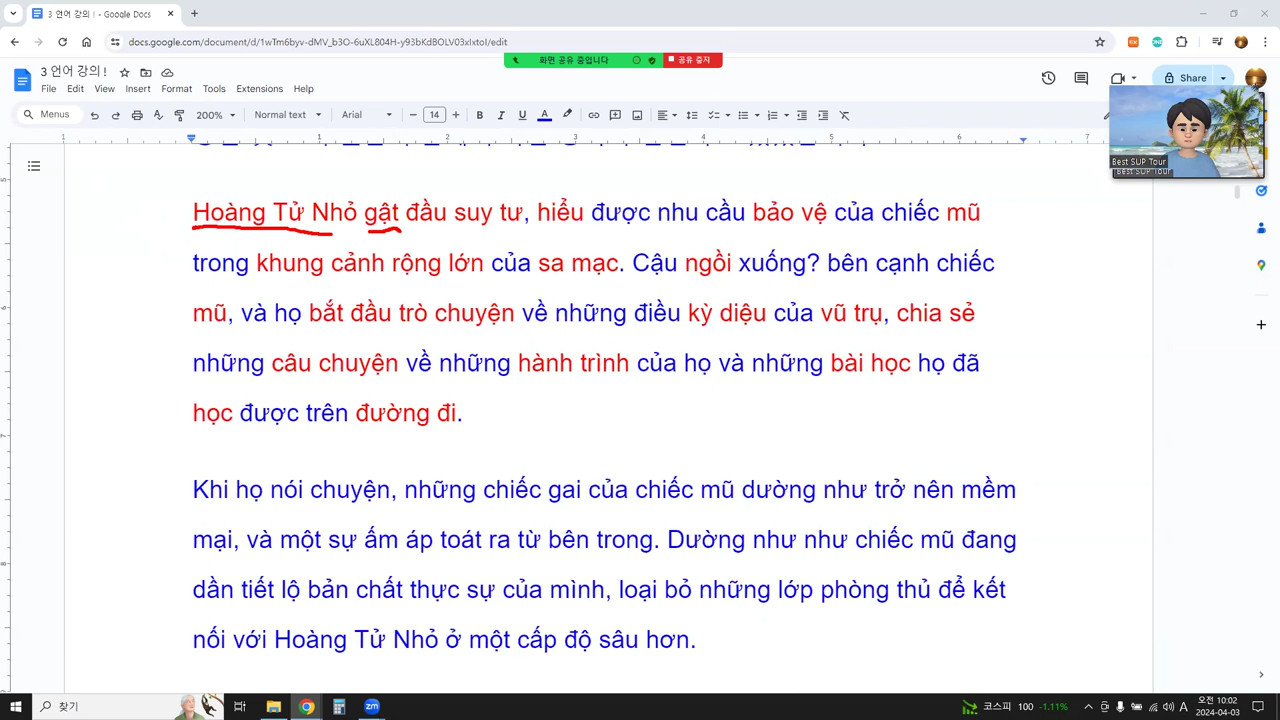 3 언어 강의 ! - Google Docs
docs.google.com/document/d/1wTm6byv-dMV_b3O-6uXL804H-y93bKdBOLV03xIxtoI/edit
화면 공유 중입니다
공유 중지
3 언어 강의 !
File Edit View Insert Format Tools Extensions Help
Share
Menus
200%
Normal text
Arial
14
Best SUP Tour
Best SUP Tour
Hoàng Tử Nhỏ gật đầu suy tư, hiểu được nhu cầu bảo vệ của chiếc mũ
trong khung cảnh rộng lớn của sa mạc. Cậu ngồi xuống? bên cạnh chiếc
mũ, và họ bắt đầu trò chuyện về những điều kỳ diệu của vũ trụ, chia sẻ
những câu chuyện về những hành trình của họ và những bài học họ đã
học được trên đường đi.
Khi họ nói chuyện, những chiếc gai của chiếc mũ dường như trở nên mềm
mại, và một sự ấm áp toát ra từ bên trong. Dường như như chiếc mũ đang
dần tiết lộ bản chất thực sự của mình, loại bỏ những lớp phòng thủ để kết
nối với Hoàng Tử Nhỏ ở một cấp độ sâu hơn.
찾기
코스피 100 -1.11%
A
오전 10:02
2024-04-03